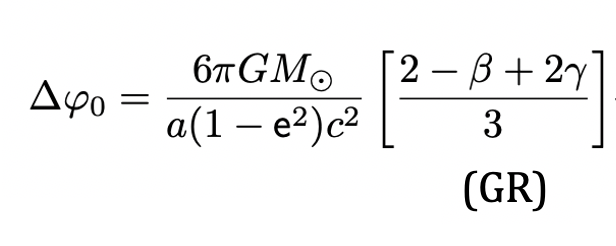 Δφ₀ = 6πGM⊙ / a(1 − e²)c² [2 − β + 2γ / 3]
(GR)